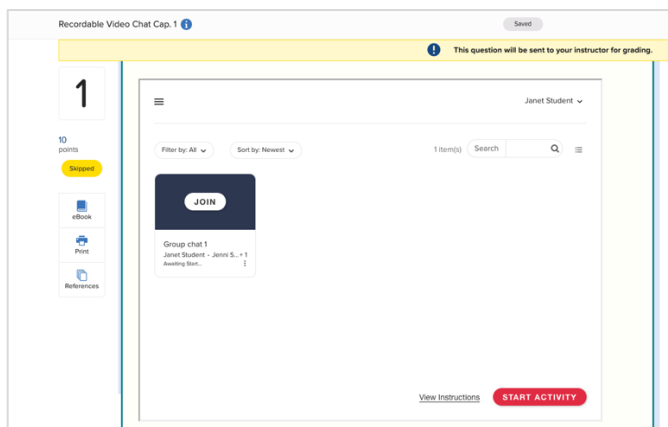 Recordable Video Chat Cap. 1
Saved
This question will be sent to your instructor for grading.
1
10
points
Skipped
eBook
Print
References
Janet Student
Filter by: All
Sort by: Newest
1 item(s)
Search
JOIN
Group chat 1
Janet Student - Jenni S...+ 1
Awaiting Start...
View Instructions
START ACTIVITY